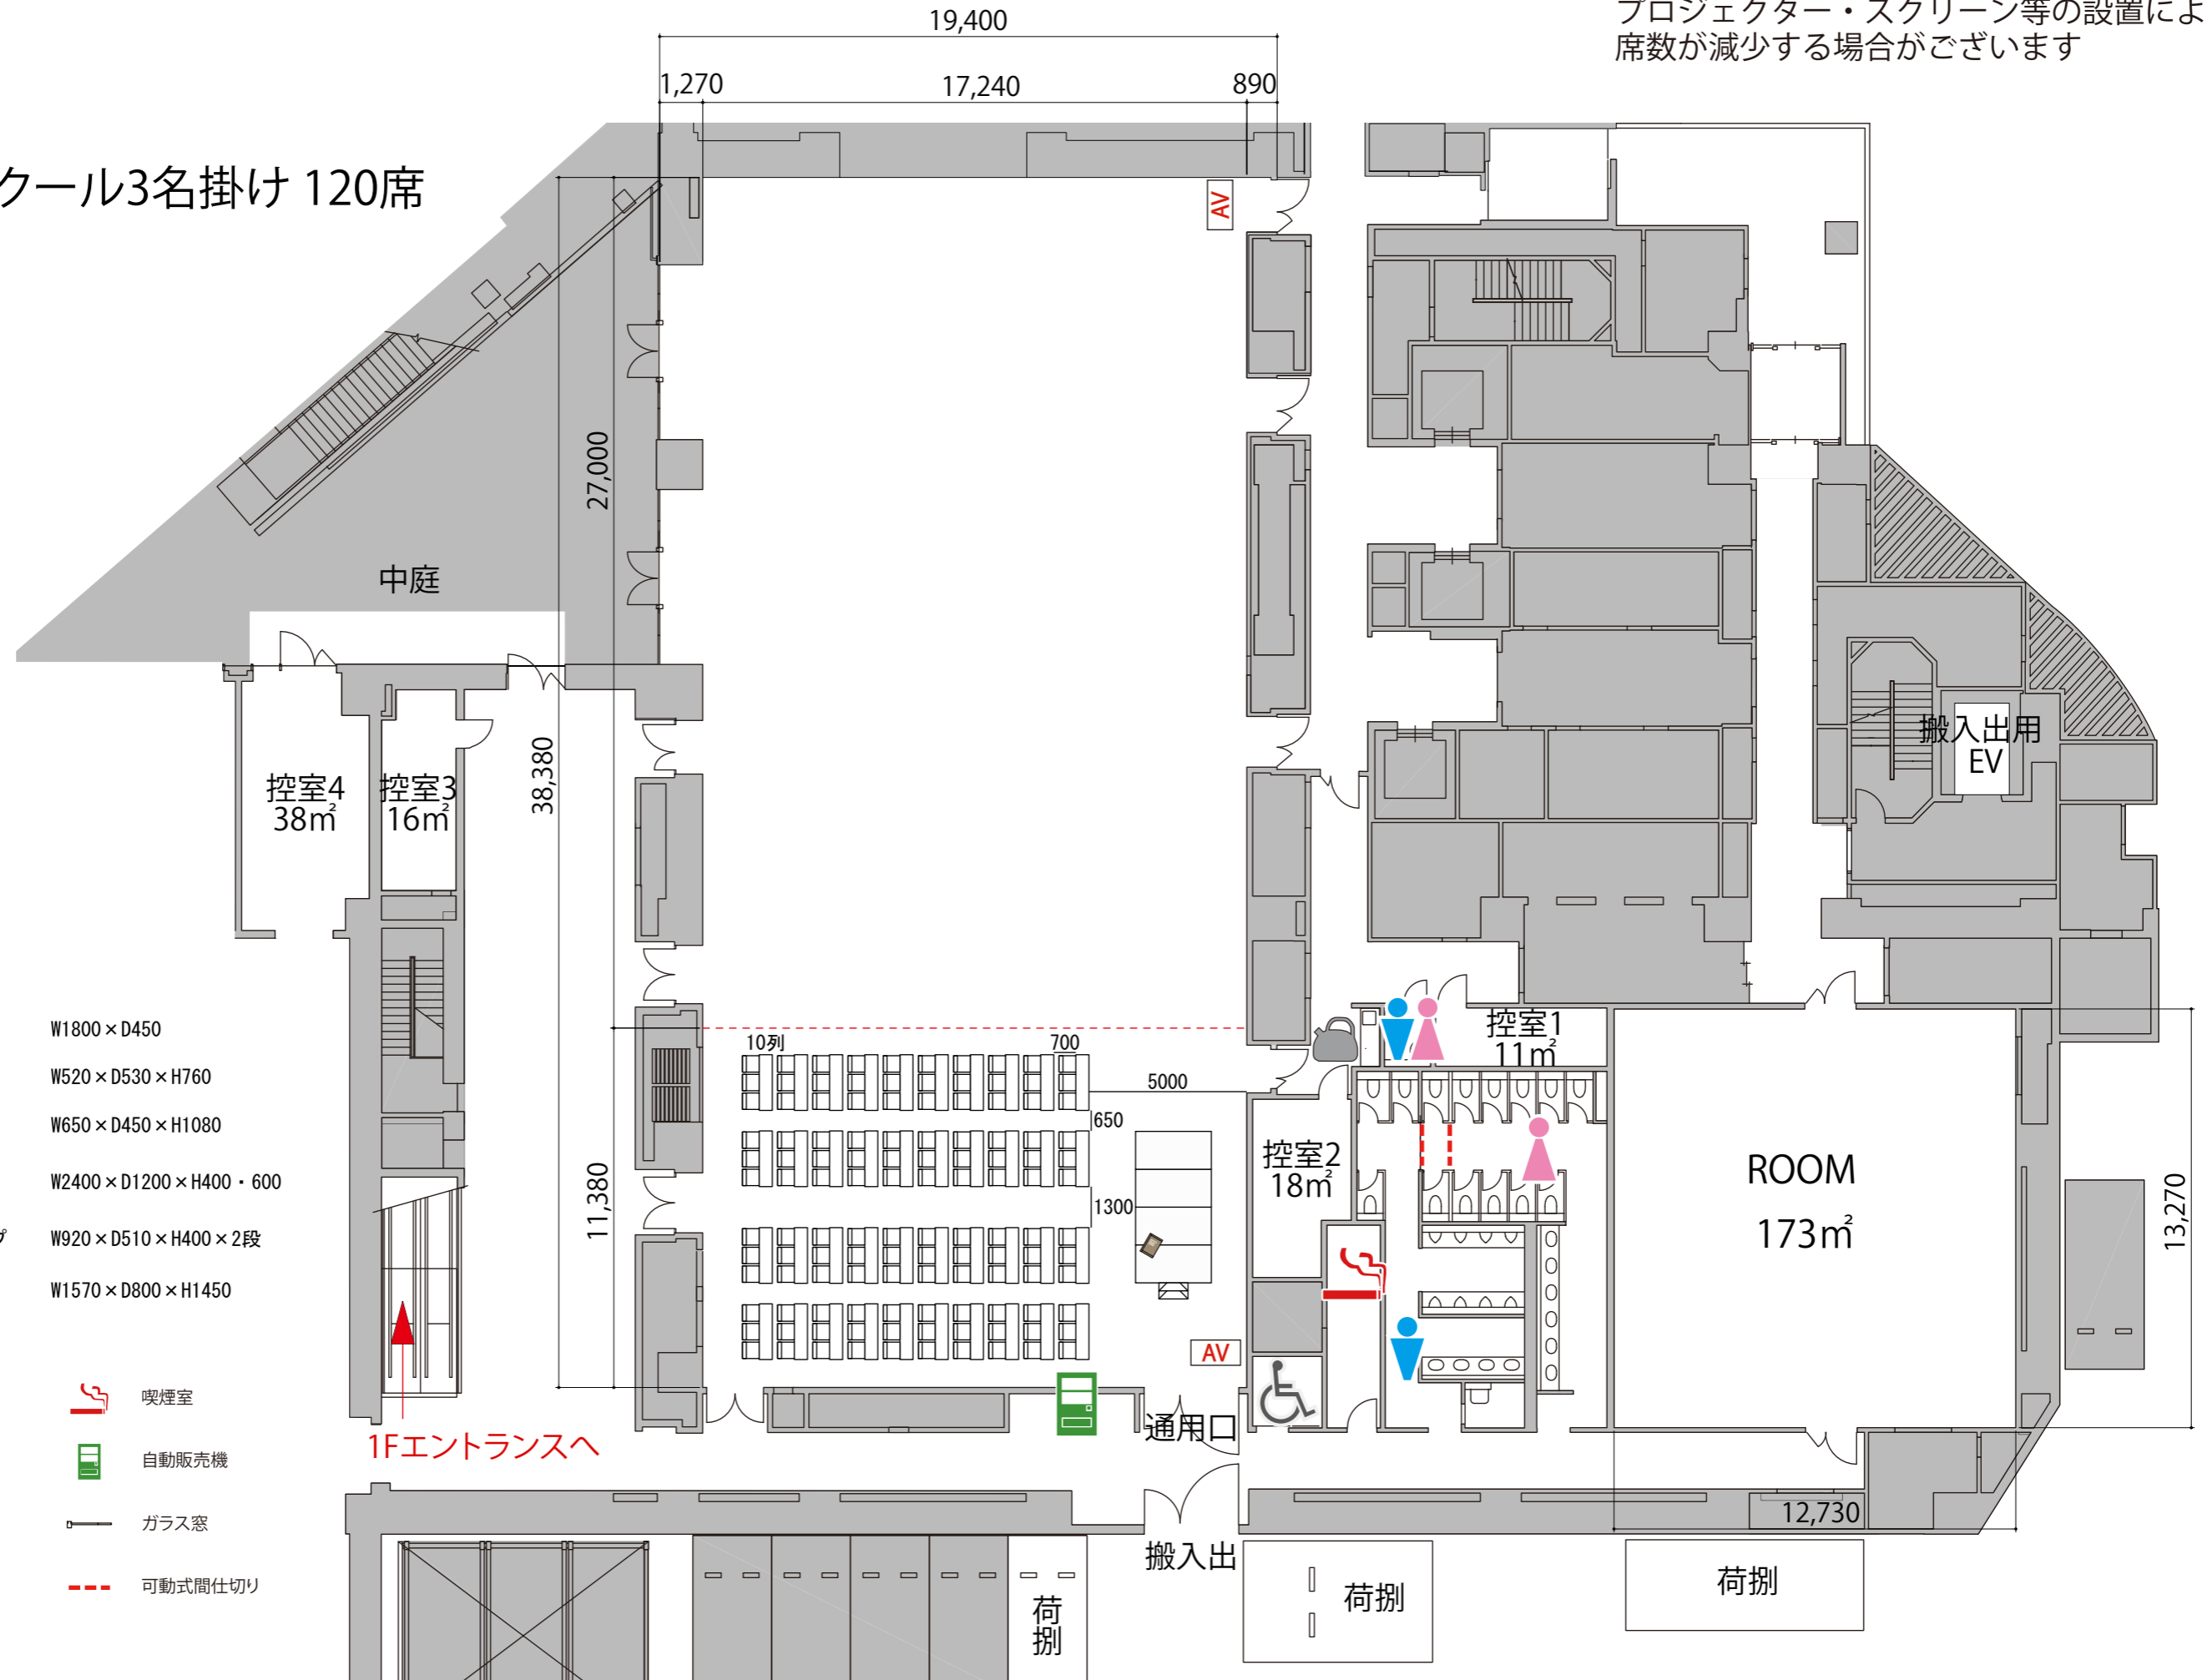 プロジェクター・スクリーン等の設置によ
席数が減少する場合がございます
19,400
1,270
17,240
890
クール3名掛け 120席
AV
27,000
中庭
38,380
控室4
38㎡
控室3
16㎡
搬入出用
EV
W1800×D450
W520×D530×H760
W650×D450×H1080
W2400×D1200×H400・600
プ
W920×D510×H400×2段
W1570×D800×H1450
10列
700
5000
650
1300
11,380
控室1
11㎡
控室2
18㎡
ROOM
173㎡
13,270
AV
喫煙室
自動販売機
ガラス窓
可動式間仕切り
1Fエントランスへ
通用口
12,730
搬入出
荷捌
荷捌
荷捌